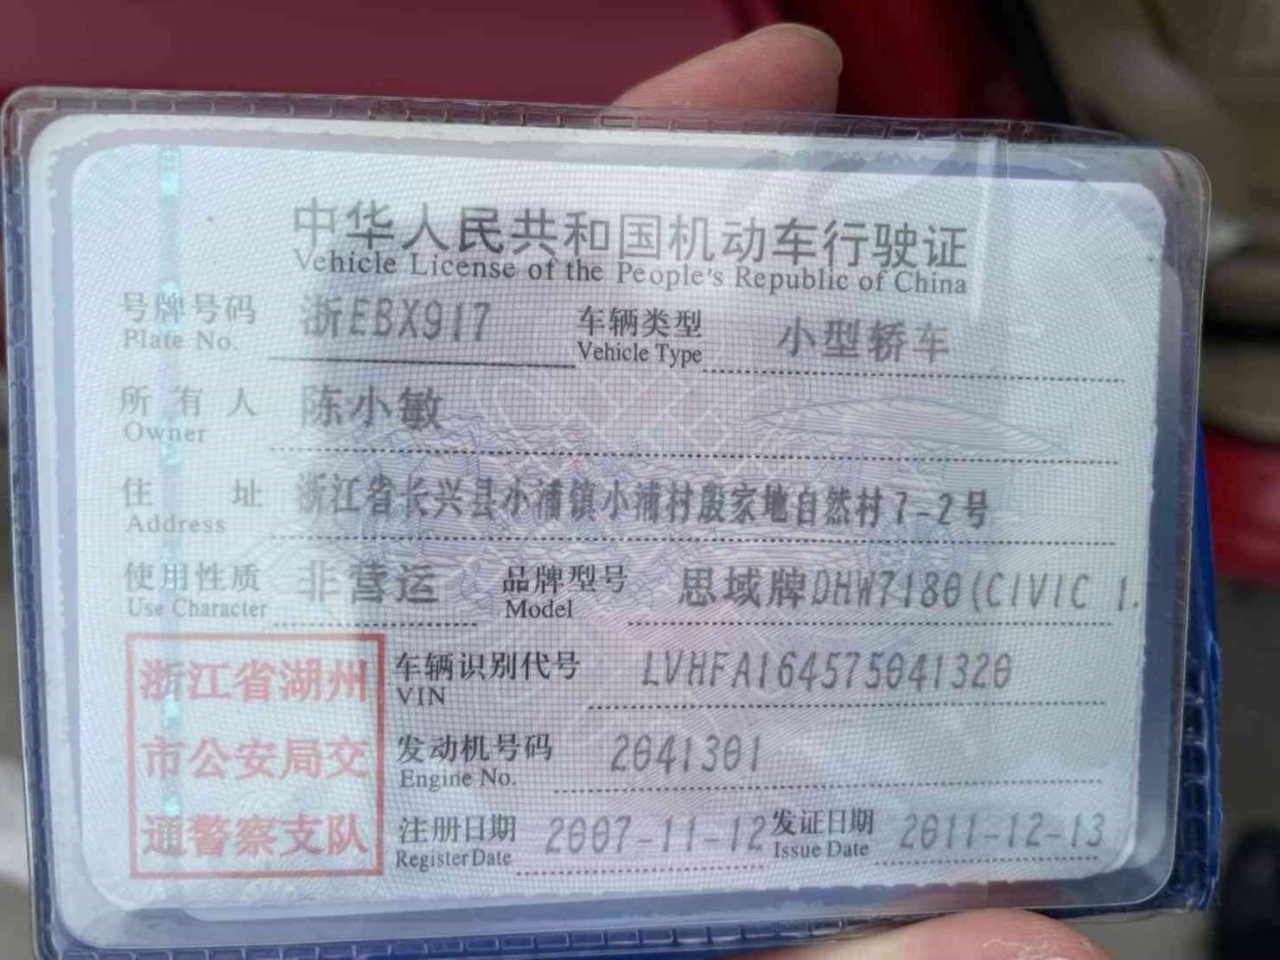 中华人民共和国机动车行驶证
Vehicle License of the People's Republic of China
号牌号码 浙EBX917 车辆类型 小型轿车
Plate No. Vehicle Type
所有人 陈小敏
Owner
住址 浙江省长兴县小浦镇小浦村殷家地自然村7-2号
Address
使用性质 非营运 品牌型号 思域牌DHW7180(CIVIC 1.
Use Character Model
浙江省湖州
市公安局交
通警察支队
车辆识别代号 LVHFA164575041320
VIN
发动机号码 2041301
Engine No.
注册日期 2007-11-12 发证日期 2011-12-13
Register Date Issue Date